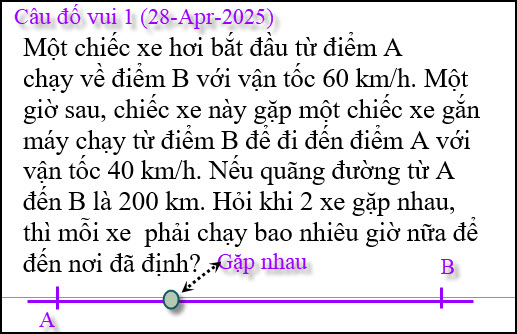 Câu đố vui 1 (28-Apr-2025)
Một chiếc xe hơi bắt đầu từ điểm A
chạy về điểm B với vận tốc 60 km/h. Một
giờ sau, chiếc xe này gặp một chiếc xe gắn
máy chạy từ điểm B để đi đến điểm A với
vận tốc 40 km/h. Nếu quãng đường từ A
đến B là 200 km. Hỏi khi 2 xe gặp nhau,
thì mỗi xe phải chạy bao nhiêu giờ nữa để
đến nơi đã định?
Gặp nhau
B
A